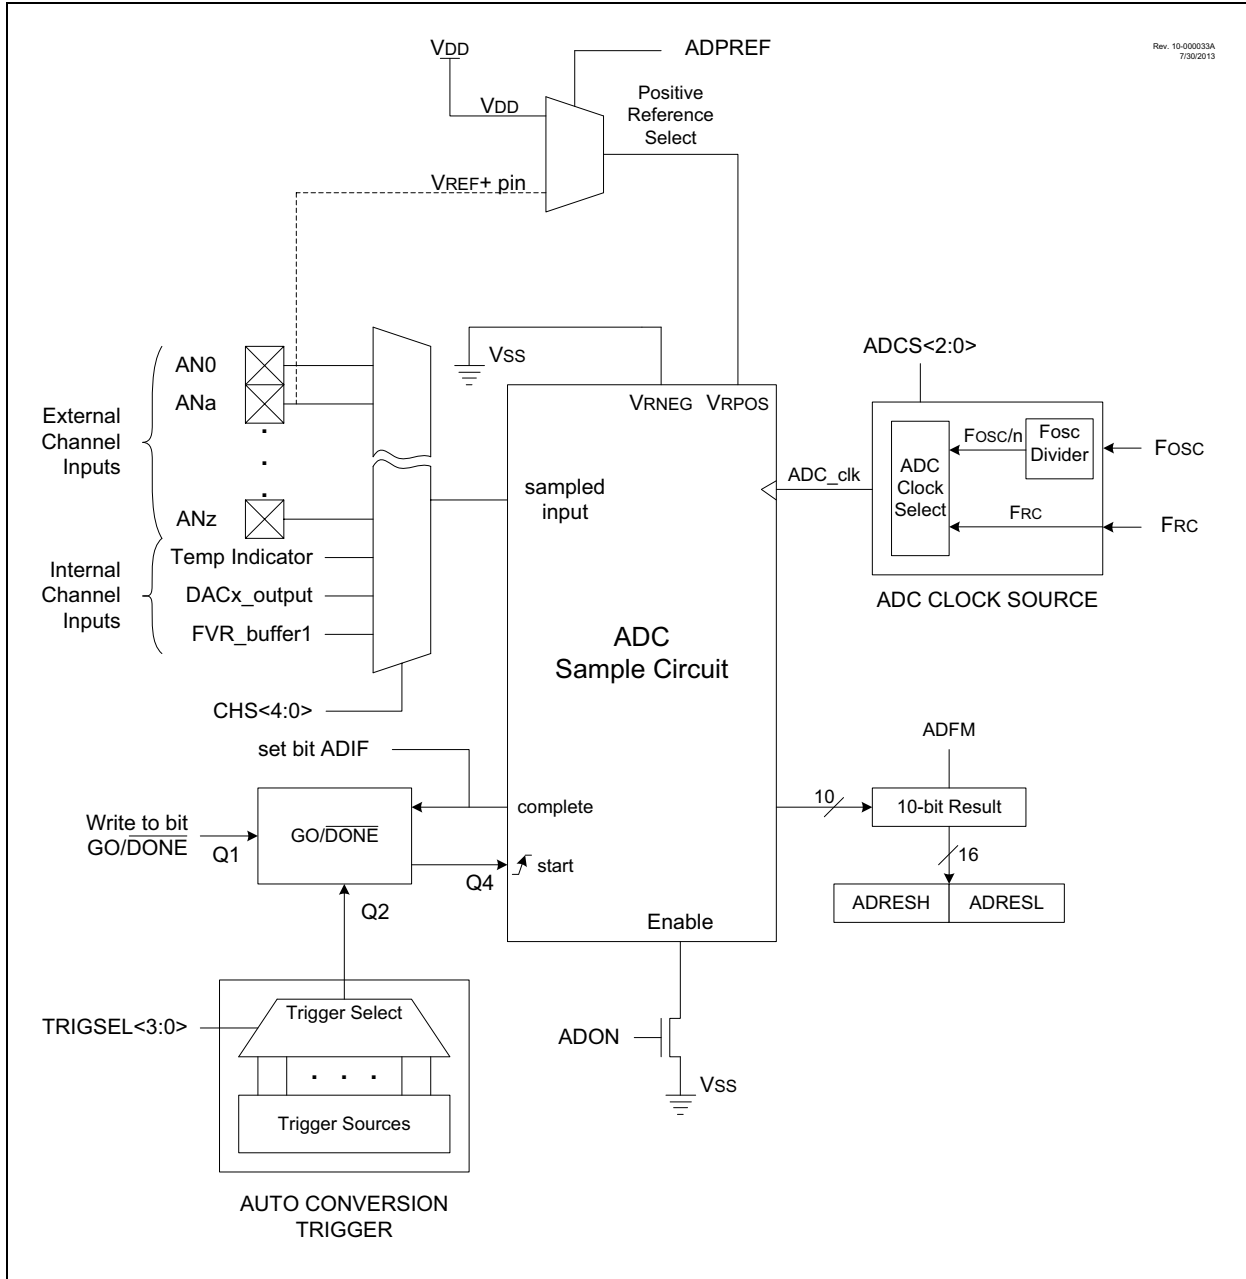 Rev. 10-000033A
7/30/2013
VDD
ADPREF
VDD
Positive
Reference
Select
VREF+ pin
VSS
ADCS<2:0>
AN0
ANa
External
Channel
Inputs
VRNEG
VRPOS
FOSC/n
Fosc
Divider
FOSC
ADC
Clock
Select
ADC_clk
sampled
input
FRC
FRC
ANz
Temp Indicator
Internal
Channel
Inputs
DACx_output
FVR_buffer1
ADC CLOCK SOURCE
ADC
Sample Circuit
CHS<4:0>
set bit ADIF
ADFM
complete
10
10-bit Result
Write to bit
GO/DONE
Q1
GO/DONE
Q4
start
16
ADRESH
ADRESL
Q2
Enable
Trigger Select
TRIGSEL<3:0>
ADON
. . .
VSS
Trigger Sources
AUTO CONVERSION
TRIGGER